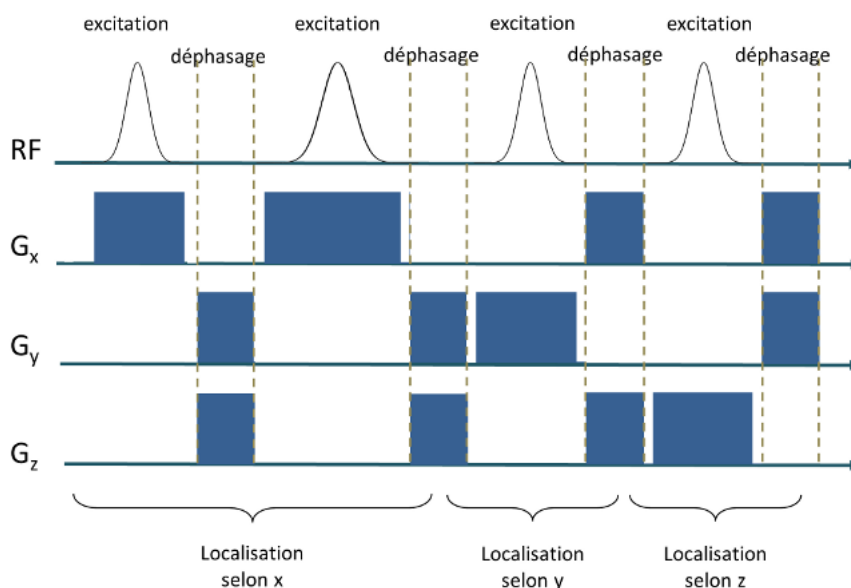 excitation excitation excitation excitation
déphasage déphasage déphasage déphasage
RF
Gx
Gy
Gz
Localisation selon x
Localisation selon y
Localisation selon z